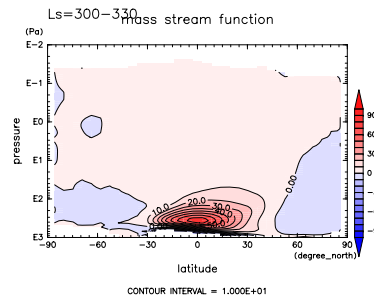 Ls=300-330
mass stream function
(Pa)
E-2
E-1
E0
E1
E2
E3
pressure
10.0
20.0
30.0
0.00
-90 -60 -30 0 30 60 90
(degree_north)
latitude
90
60
30
0
CONTOUR INTERVAL = 1.000E+01